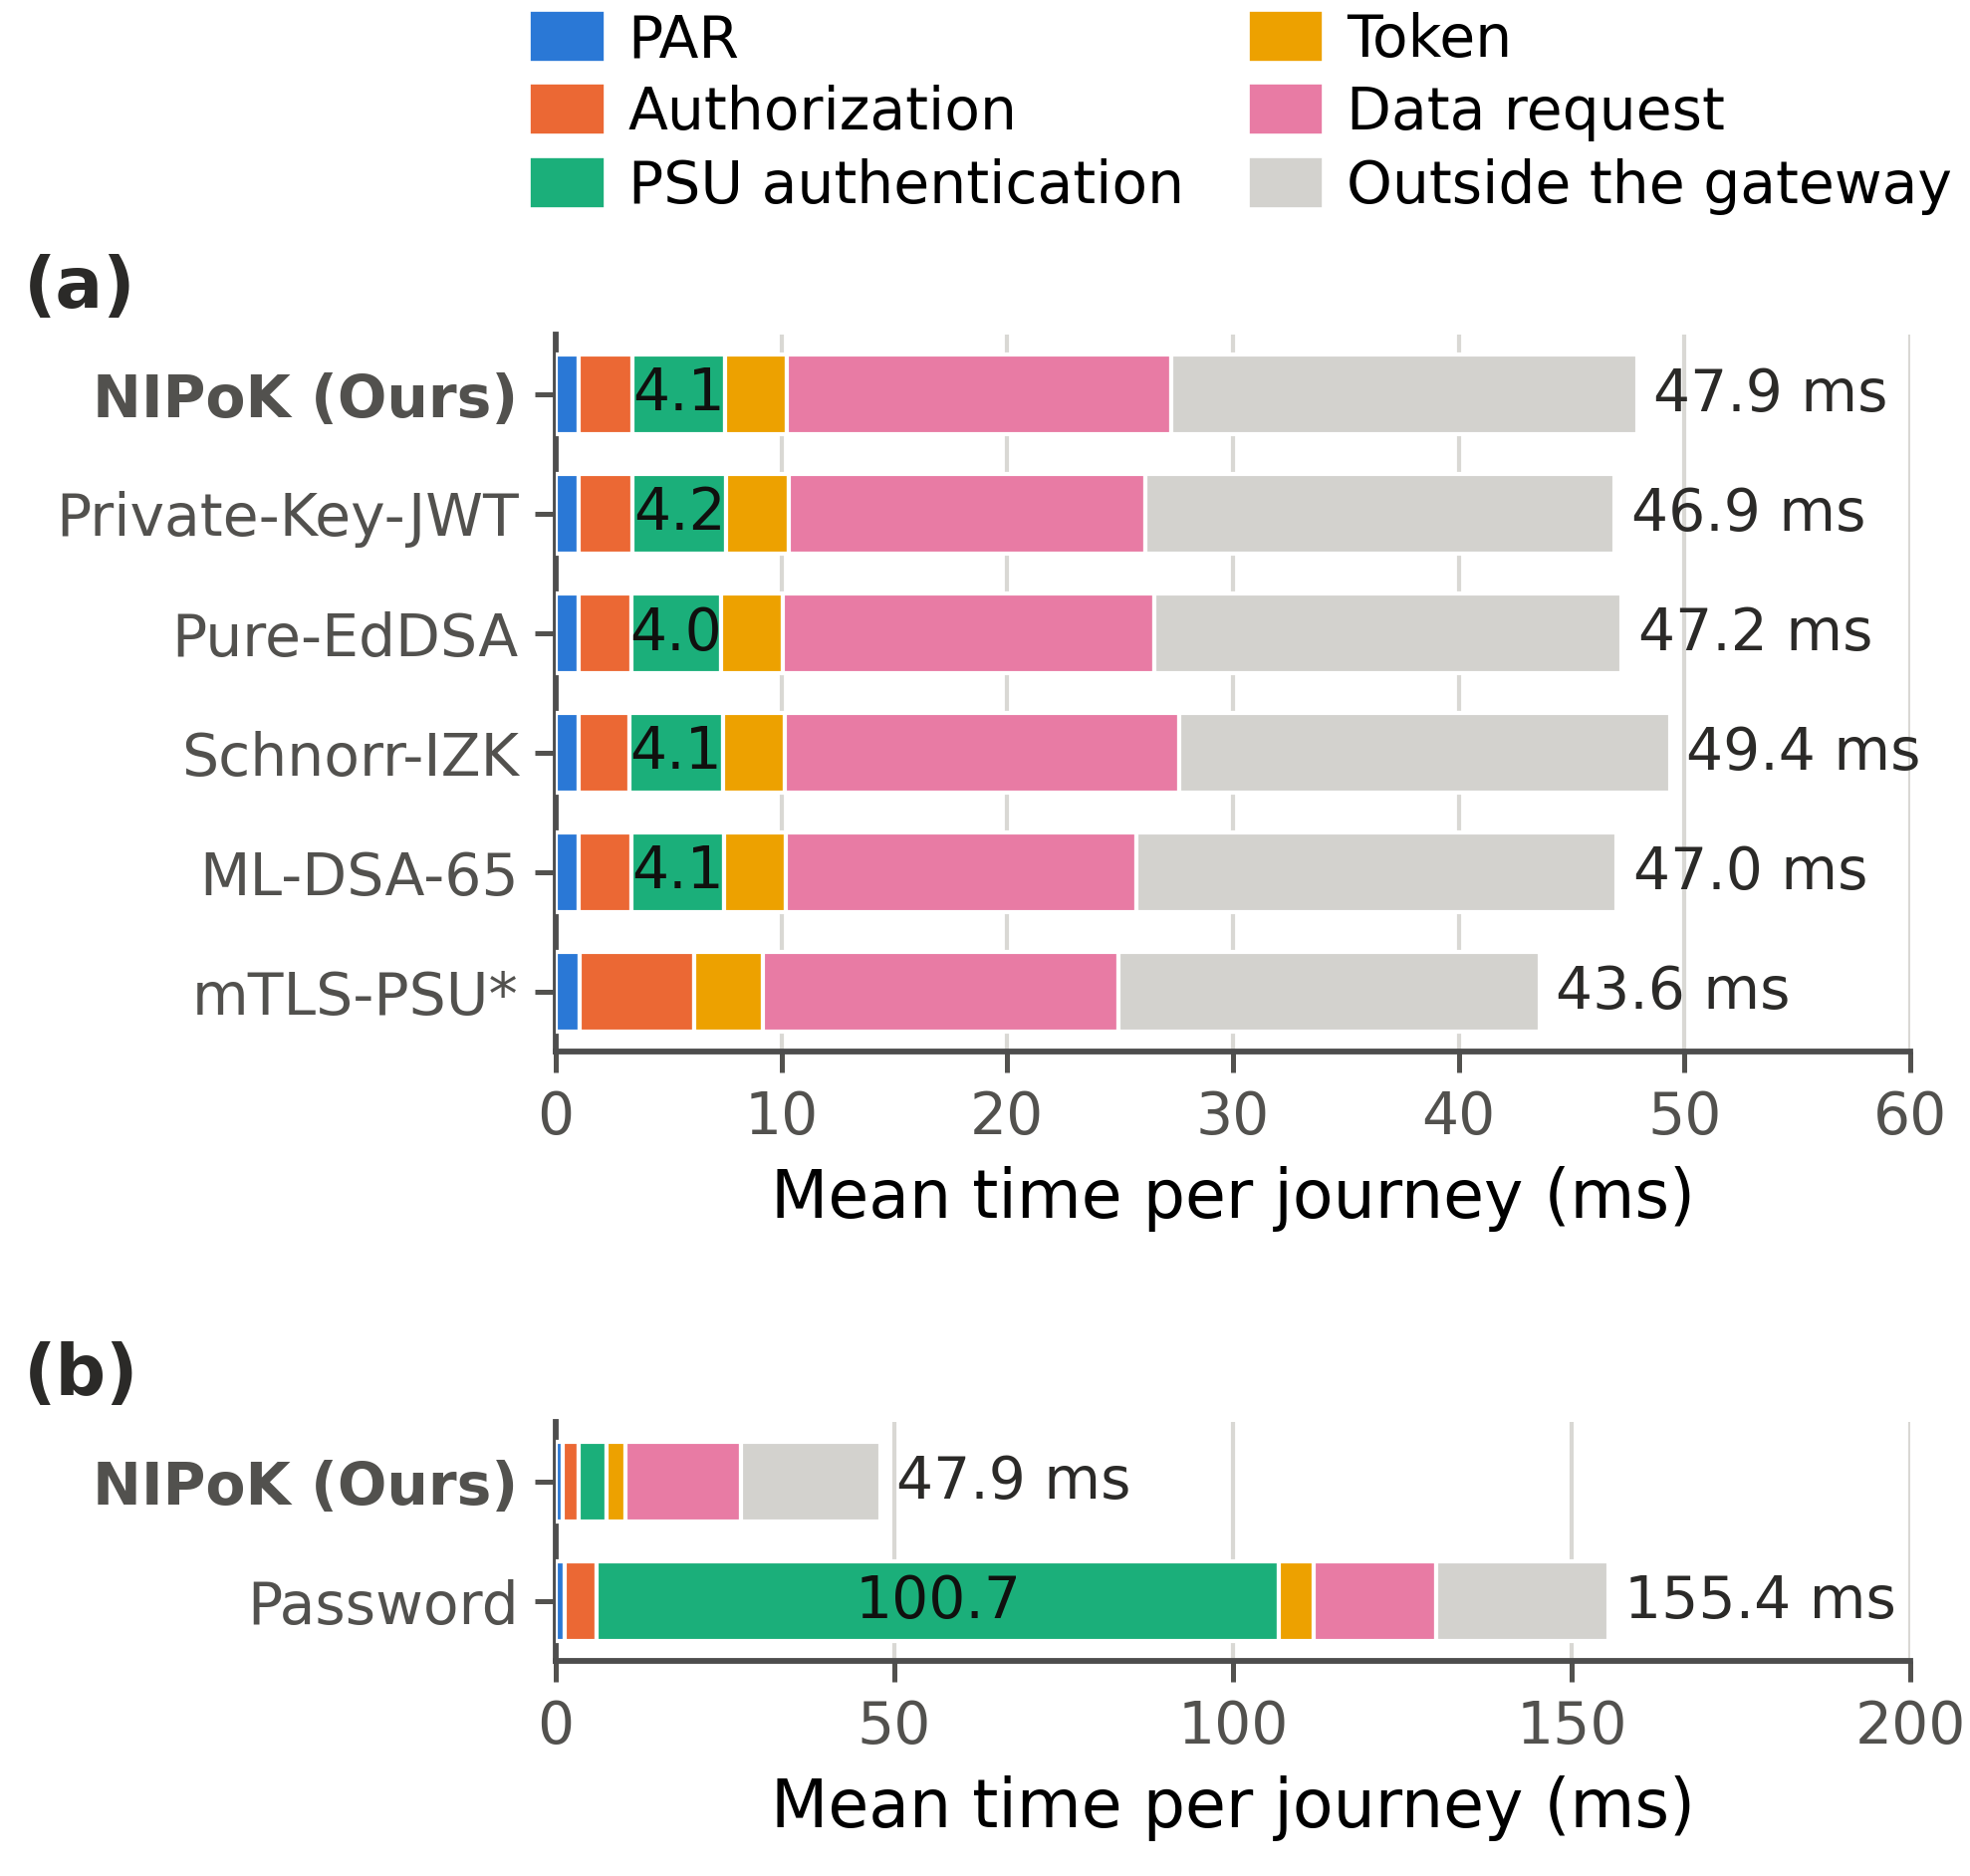 PAR
Authorization
PSU authentication
Token
Data request
Outside the gateway
(a)
NIPoK (Ours) 4.1 47.9 ms
Private-Key-JWT 4.2 46.9 ms
Pure-EdDSA 4.0 47.2 ms
Schnorr-IZK 4.1 49.4 ms
ML-DSA-65 4.1 47.0 ms
mTLS-PSU* 43.6 ms
0 10 20 30 40 50 60
Mean time per journey (ms)
(b)
NIPoK (Ours) 47.9 ms
Password 100.7 155.4 ms
0 50 100 150 200
Mean time per journey (ms)